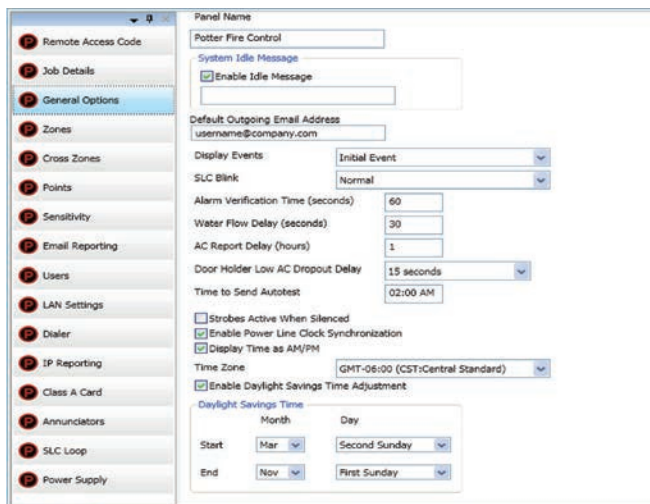 Remote Access Code
Job Details
General Options
Zones
Cross Zones
Points
Sensitivity
Email Reporting
Users
LAN Settings
Dialer
IP Reporting
Class A Card
Annunciators
SLC Loop
Power Supply
Panel Name
Potter Fire Control
System Idle Message
Enable Idle Message
Default Outgoing Email Address
username@company.com
Display Events Initial Event
SLC Blink Normal
Alarm Verification Time (seconds) 60
Water Flow Delay (seconds) 30
AC Report Delay (hours) 1
Door Holder Low AC Dropout Delay 15 seconds
Time to Send Autotest 02:00 AM
Strobes Active When Silenced
Enable Power Line Clock Synchronization
Display Time as AM/PM
Time Zone GMT-06:00 (CST:Central Standard)
Enable Daylight Savings Time Adjustment
Daylight Savings Time
Month Day
Start Mar Second Sunday
End Nov First Sunday